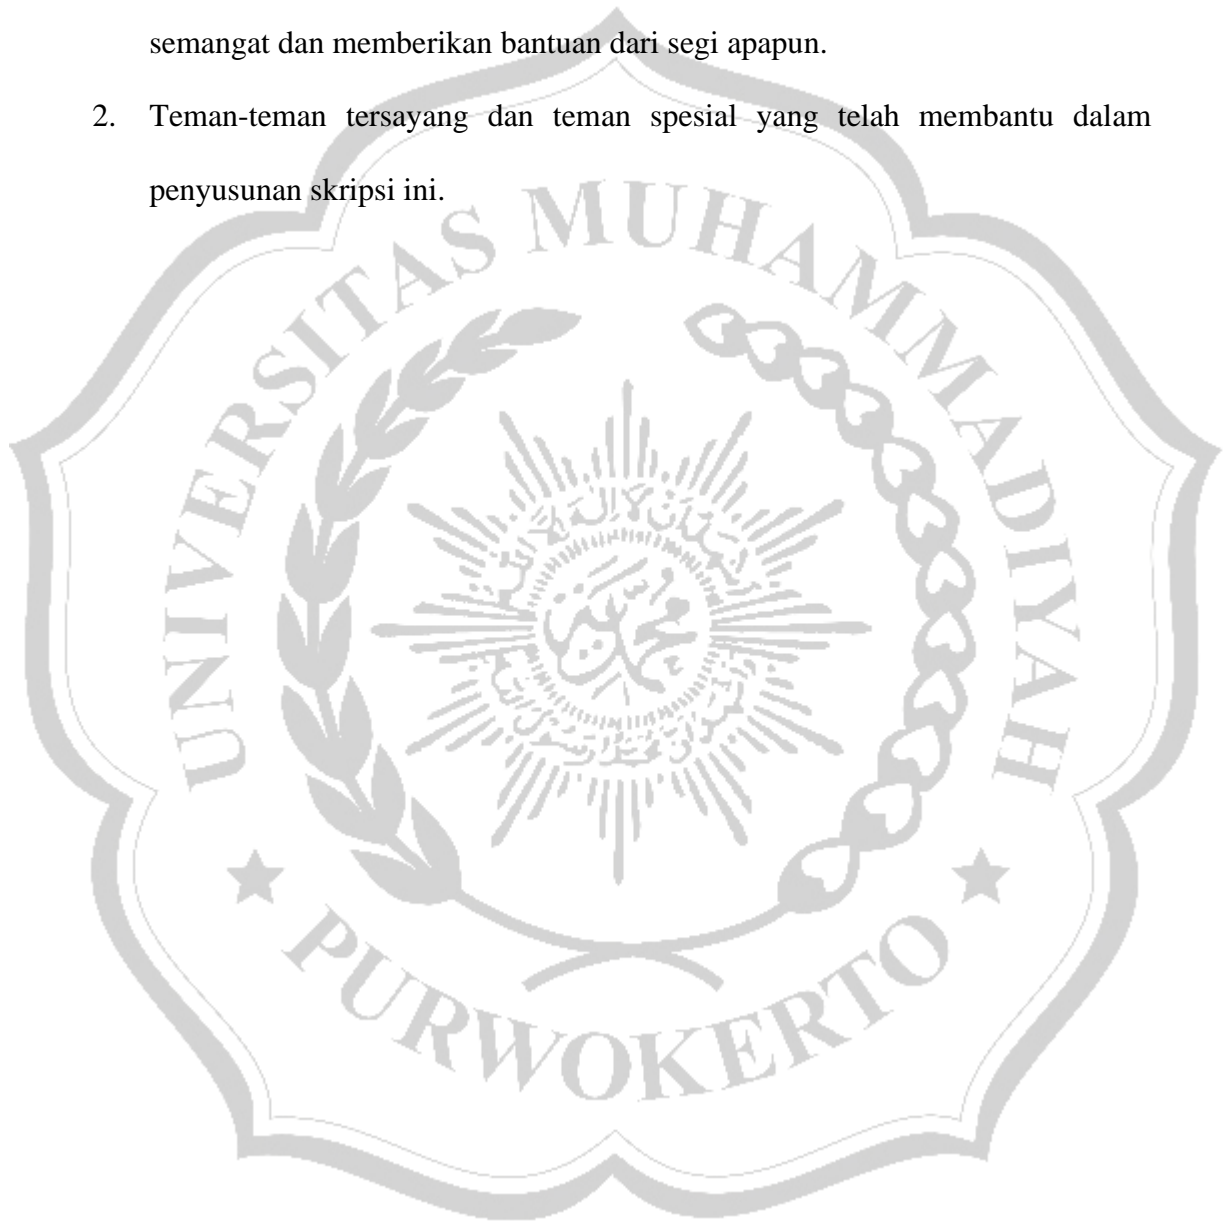 semangat dan memberikan bantuan dari segi apapun.
2. Teman-teman tersayang dan teman spesial yang telah membantu dalam
penyusunan skripsi ini.
UNIVERSITAS MUHAMMADIYAH
محمد
PURWOKERTO